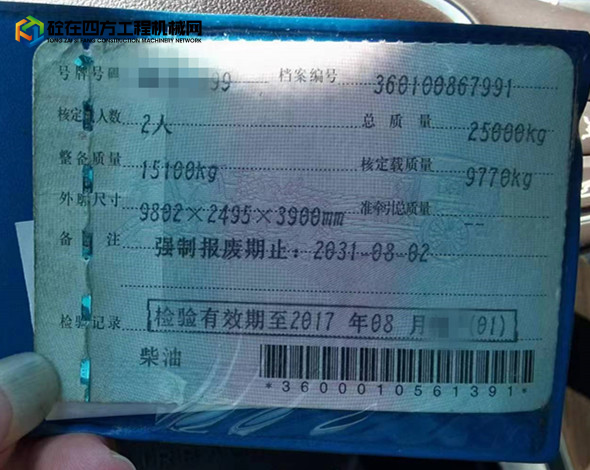 砼在四方工程机械网
CONSTRUCTION MACHINERY NETWORK
号牌号码 99 档案编号 360100867991
核定载人数 2人 总质量 25000kg
整备质量 15100kg 核定载质量 9770kg
外廓尺寸 9802×2495×3900mm 准牵引总质量 --
备注 强制报废期止：2031-08-02
检验记录 检验有效期至2017 年08 月 (01)
柴油
*3600010561391*